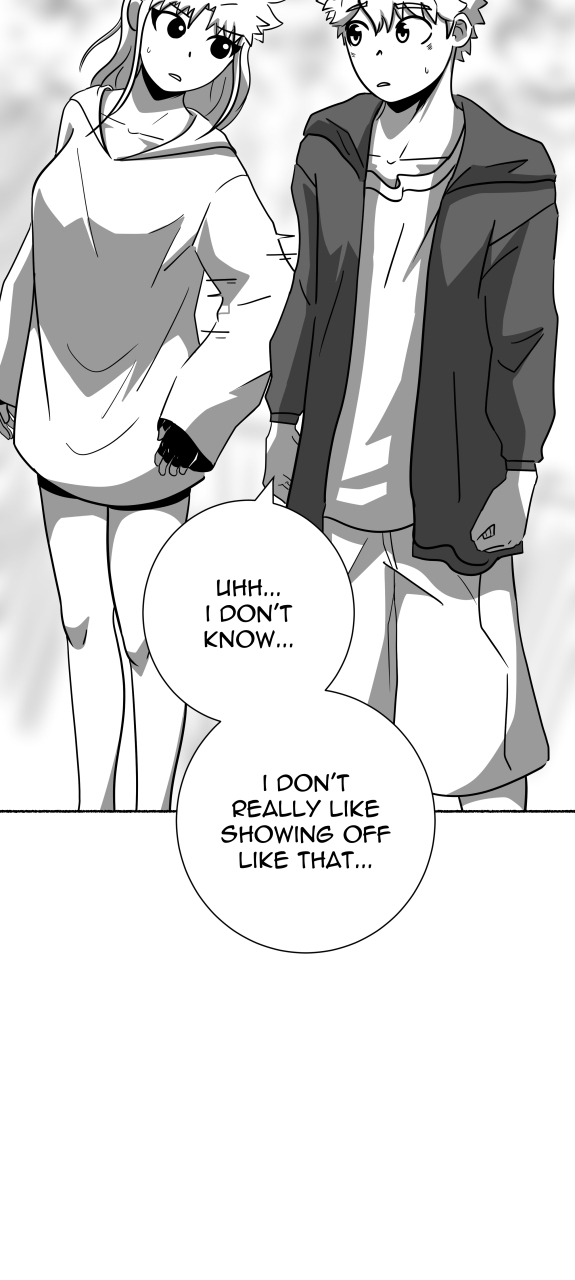 UHH...
I DON'T
KNOW...
I DON'T
REALLY LIKE
SHOWING OFF
LIKE THAT...